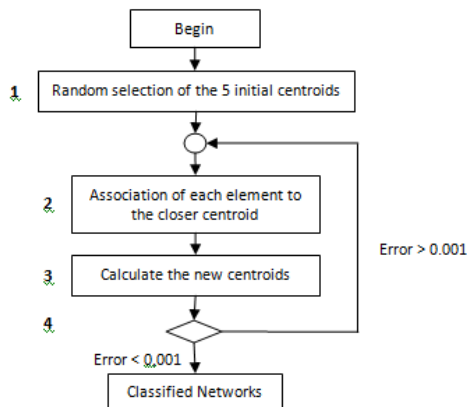 Begin
1 Random selection of the 5 initial centroids
2 Association of each element to
the closer centroid
Error > 0.001
3 Calculate the new centroids
4
Error < 0,001
Classified Networks